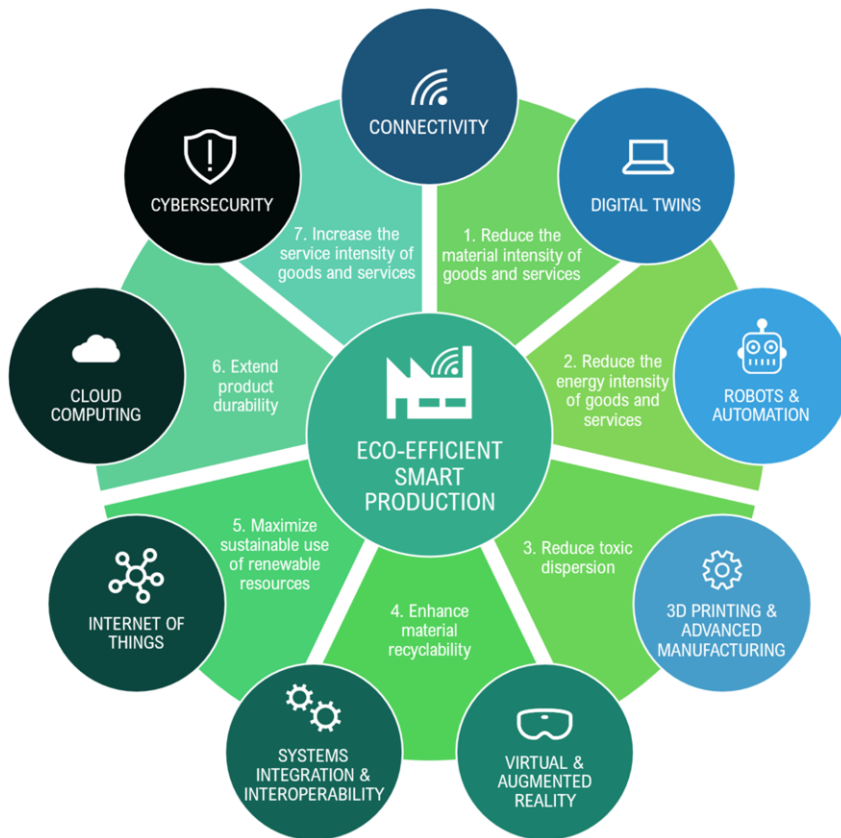 CONNECTIVITY
DIGITAL TWINS
ROBOTS &
AUTOMATION
3D PRINTING &
ADVANCED
MANUFACTURING
VIRTUAL &
AUGMENTED
REALITY
SYSTEMS
INTEGRATION &
INTEROPERABILITY
INTERNET OF
THINGS
CLOUD
COMPUTING
CYBERSECURITY
1. Reduce the
material intensity of
goods and services
2. Reduce the
energy intensity
of goods and
services
3. Reduce toxic
dispersion
4. Enhance
material
recyclability
5. Maximize
sustainable use
of renewable
resources
6. Extend
product
durability
7. Increase the
service intensity of
goods and services
ECO-EFFICIENT
SMART
PRODUCTION